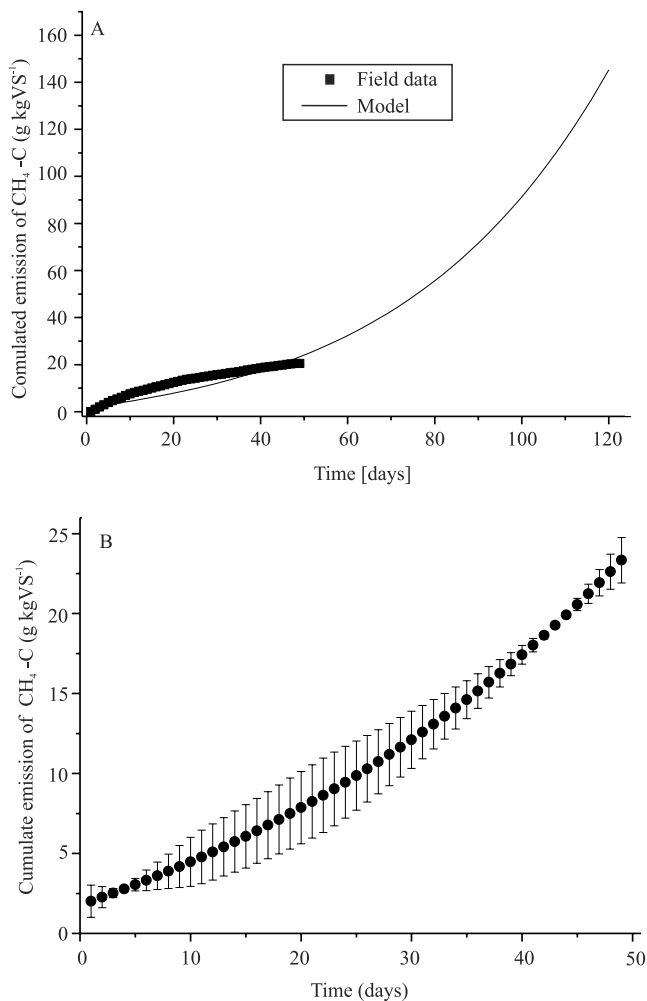 A
160
140
120
100
80
60
40
20
0
Comulated emission of CH₄ -C (g kgVS⁻¹)
Field data
Model
0 20 40 60 80 100 120
Time [days]
B
25
20
15
10
5
0
Cumulate emission of CH₄ -C (g kgVS⁻¹)
0 10 20 30 40 50
Time (days)